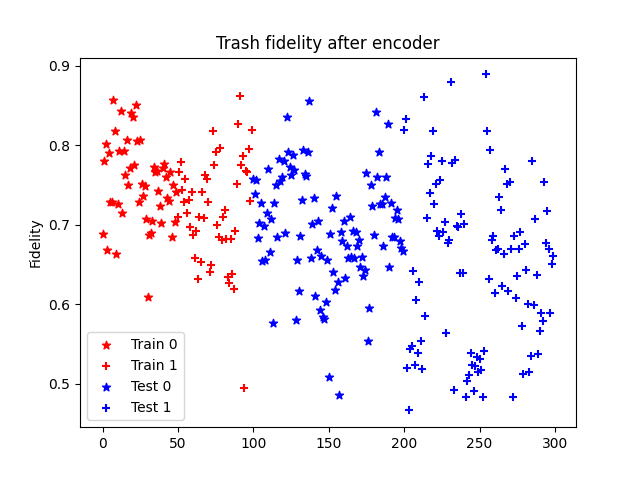 Trash fidelity after encoder
Fidelity
0.9
0.8
0.7
0.6
0.5
Train 0
Train 1
Test 0
Test 1
0 50 100 150 200 250 300